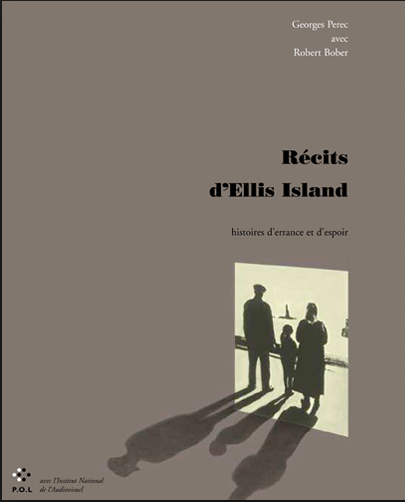 Georges Perec
avec
Robert Bober
Récits
d'Ellis Island
histoires d'errance et d'espoir
P.O.L
avec l'Institut National
de l'Audiovisuel